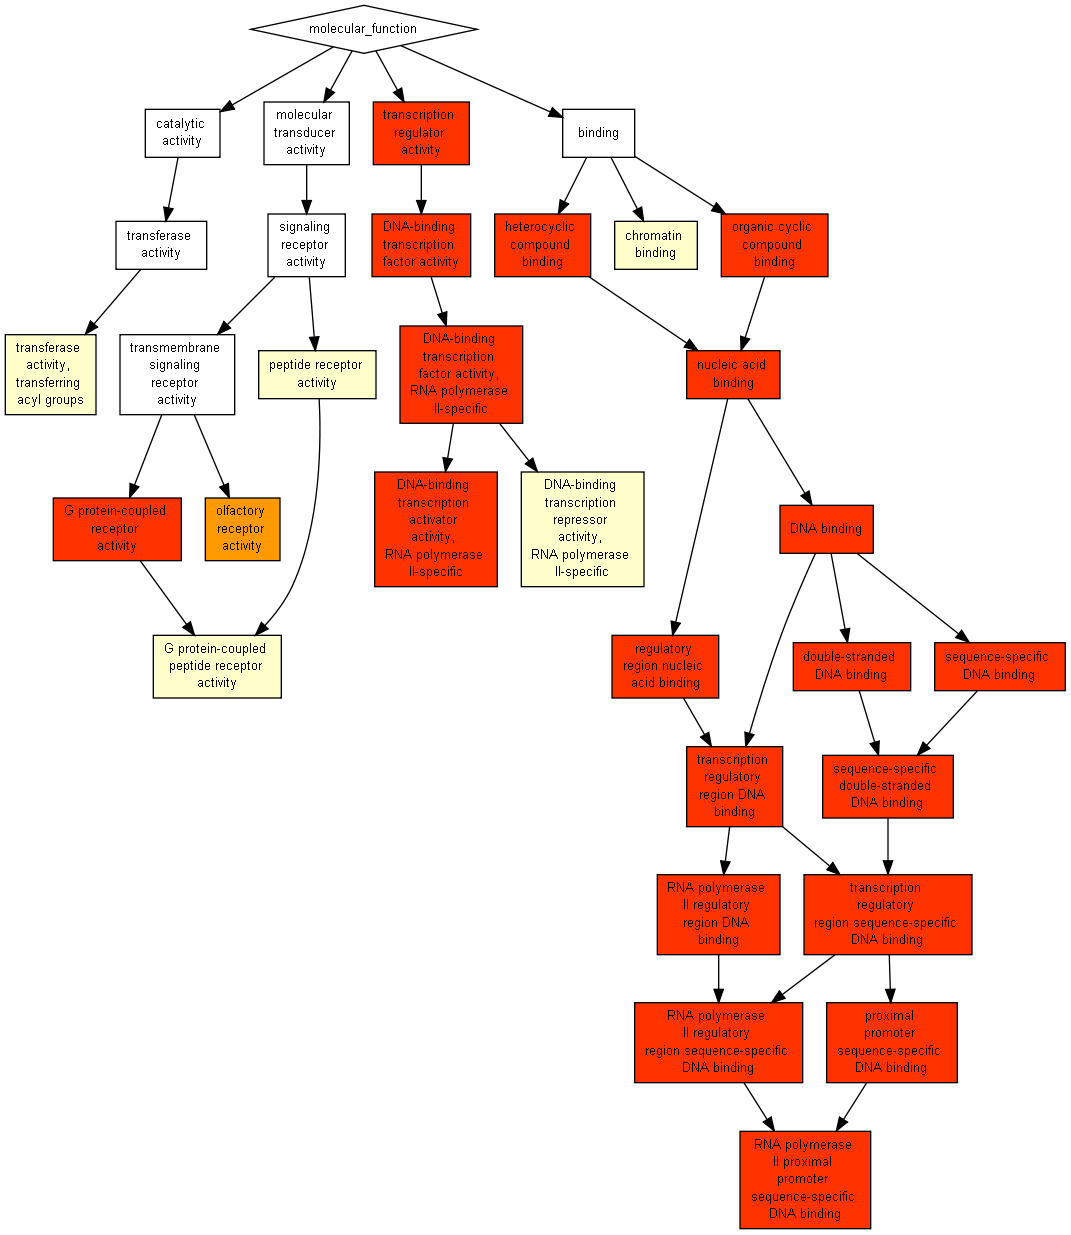 molecular_function
catalytic
activity
molecular
transducer
activity
transcription
regulator
activity
binding
transferase
activity
signaling
receptor
activity
DNA-binding
transcription
factor activity
heterocyclic
compound
binding
chromatin
binding
organic cyclic
compound
binding
transferase
activity,
transferring
acyl groups
transmembrane
signaling
receptor
activity
peptide receptor
activity
DNA-binding
transcription
factor activity,
RNA polymerase
II-specific
nucleic acid
binding
G protein-coupled
receptor
activity
olfactory
receptor
activity
DNA-binding
transcription
activator
activity,
RNA polymerase
II-specific
DNA-binding
transcription
repressor
activity,
RNA polymerase
II-specific
DNA binding
G protein-coupled
peptide receptor
activity
regulatory
region nucleic
acid binding
double-stranded
DNA binding
sequence-specific
DNA binding
transcription
regulatory
region DNA
binding
sequence-specific
double-stranded
DNA binding
RNA polymerase
II regulatory
region DNA
binding
transcription
regulatory
region sequence-specific
DNA binding
RNA polymerase
II regulatory
region sequence-specific
DNA binding
proximal
promoter
sequence-specific
DNA binding
RNA polymerase
II proximal
promoter
sequence-specific
DNA binding